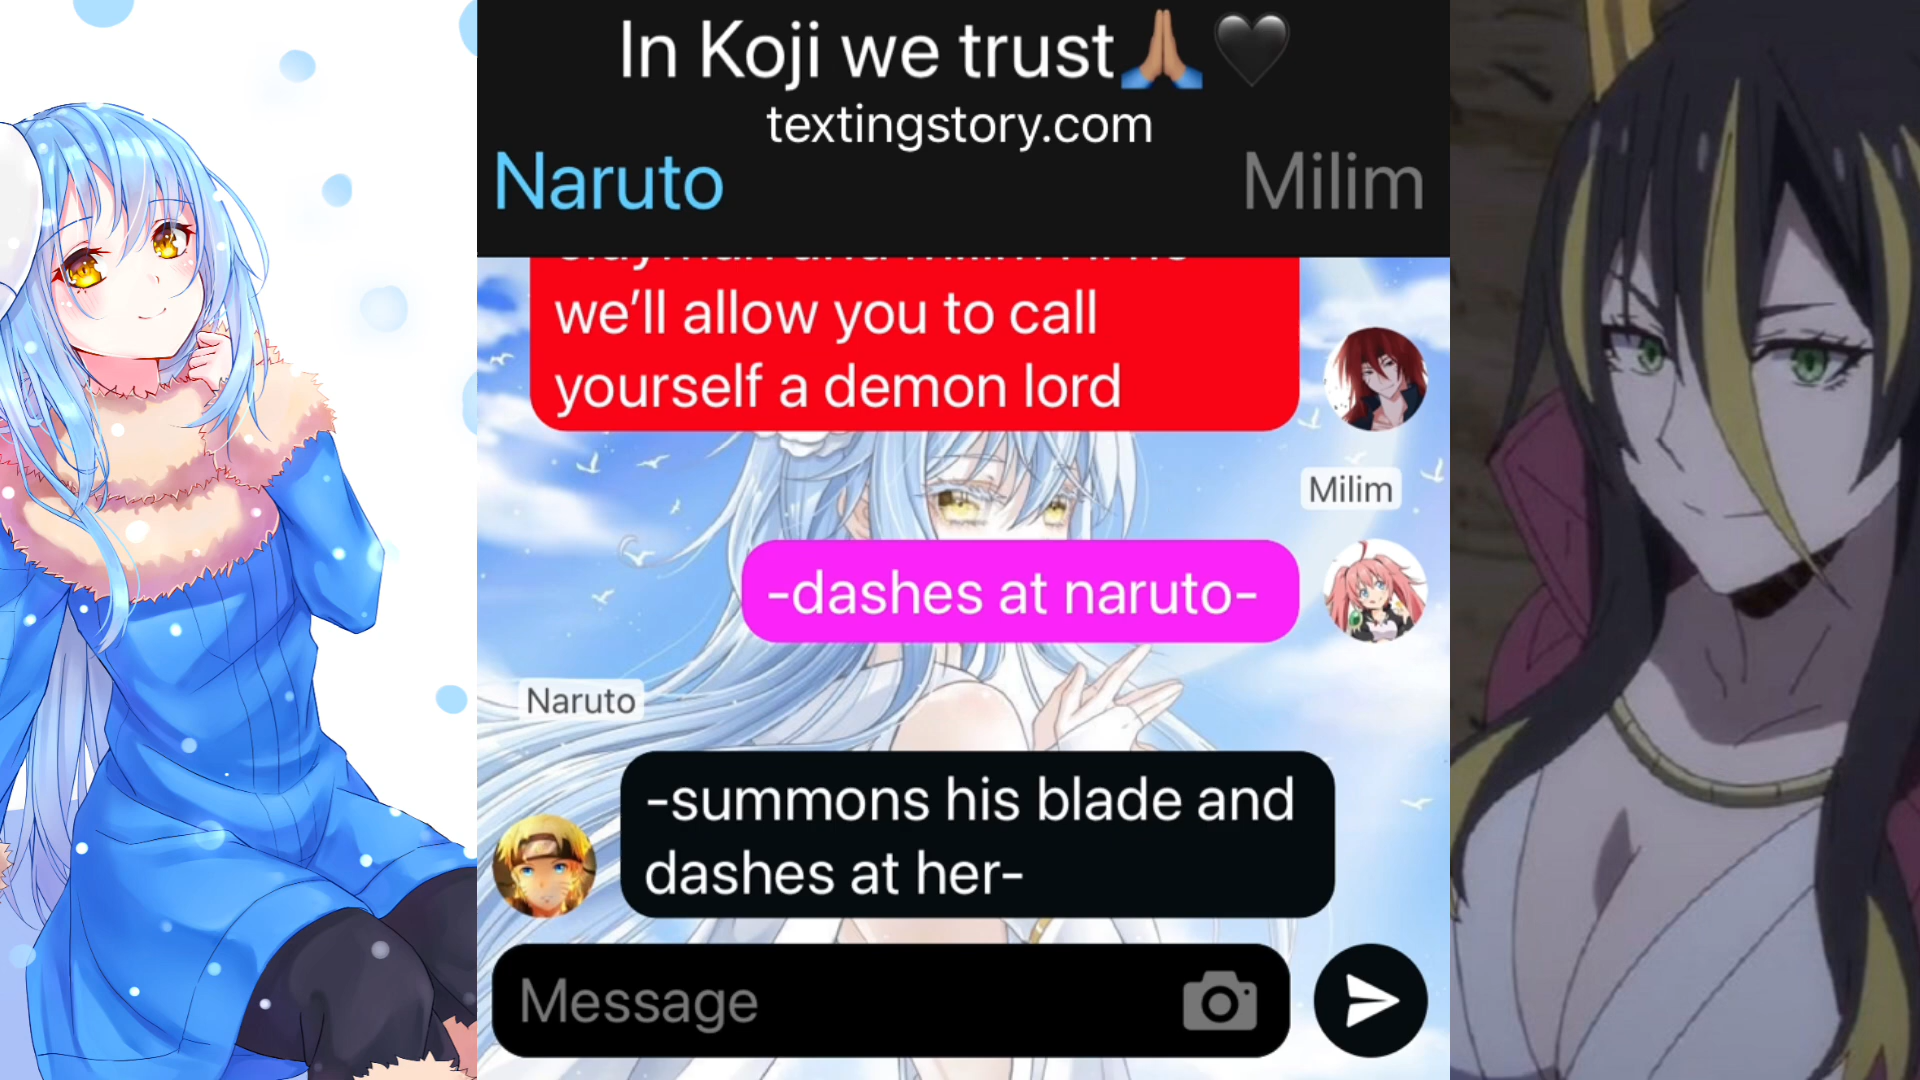 In Koji we trust🙏🏽🖤
textingstory.com
Naruto
Milim
we'll allow you to call
yourself a demon lord
Milim
-dashes at naruto-
Naruto
-summons his blade and
dashes at her-
Message